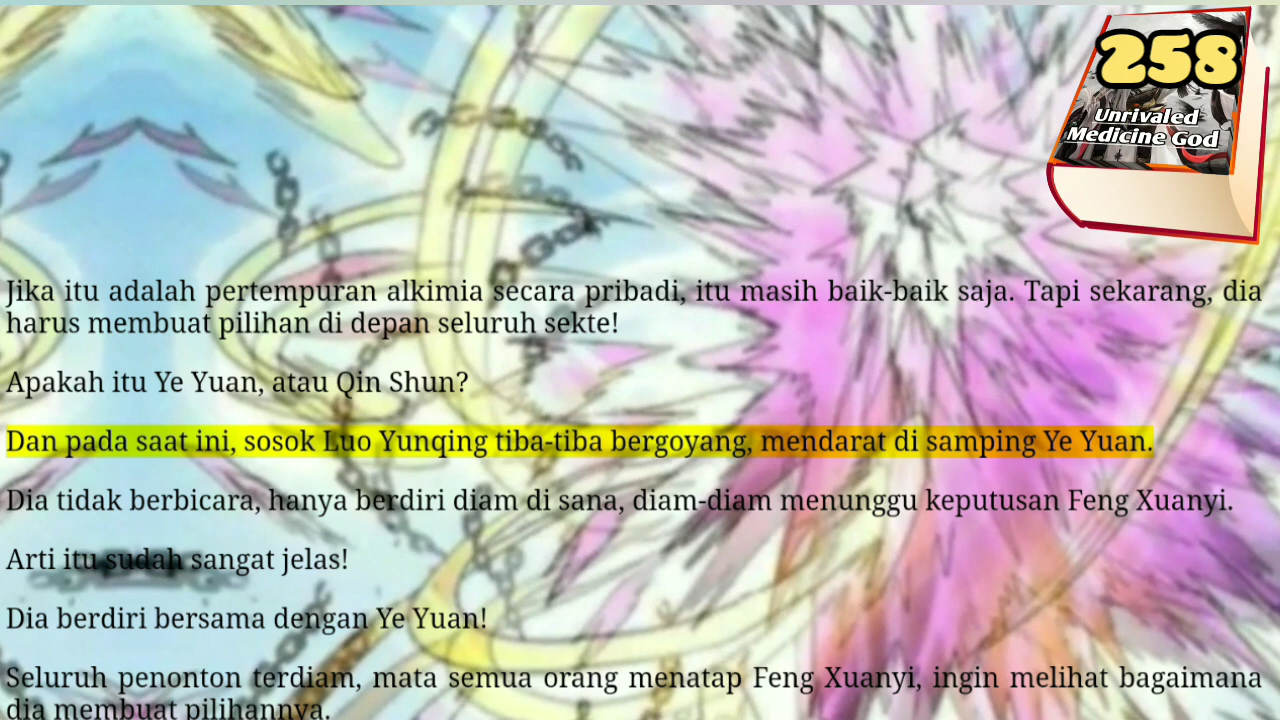 258
Unrivaled
Medicine God
Jika itu adalah pertempuran alkimia secara pribadi, itu masih baik-baik saja. Tapi sekarang, dia
harus membuat pilihan di depan seluruh sekte!
Apakah itu Ye Yuan, atau Qin Shun?
Dan pada saat ini, sosok Luo Yunqing tiba-tiba bergoyang, mendarat di samping Ye Yuan.
Dia tidak berbicara, hanya berdiri diam di sana, diam-diam menunggu keputusan Feng Xuanyi.
Arti itu sudah sangat jelas!
Dia berdiri bersama dengan Ye Yuan!
Seluruh penonton terdiam, mata semua orang menatap Feng Xuanyi, ingin melihat bagaimana
dia membuat pilihannya.